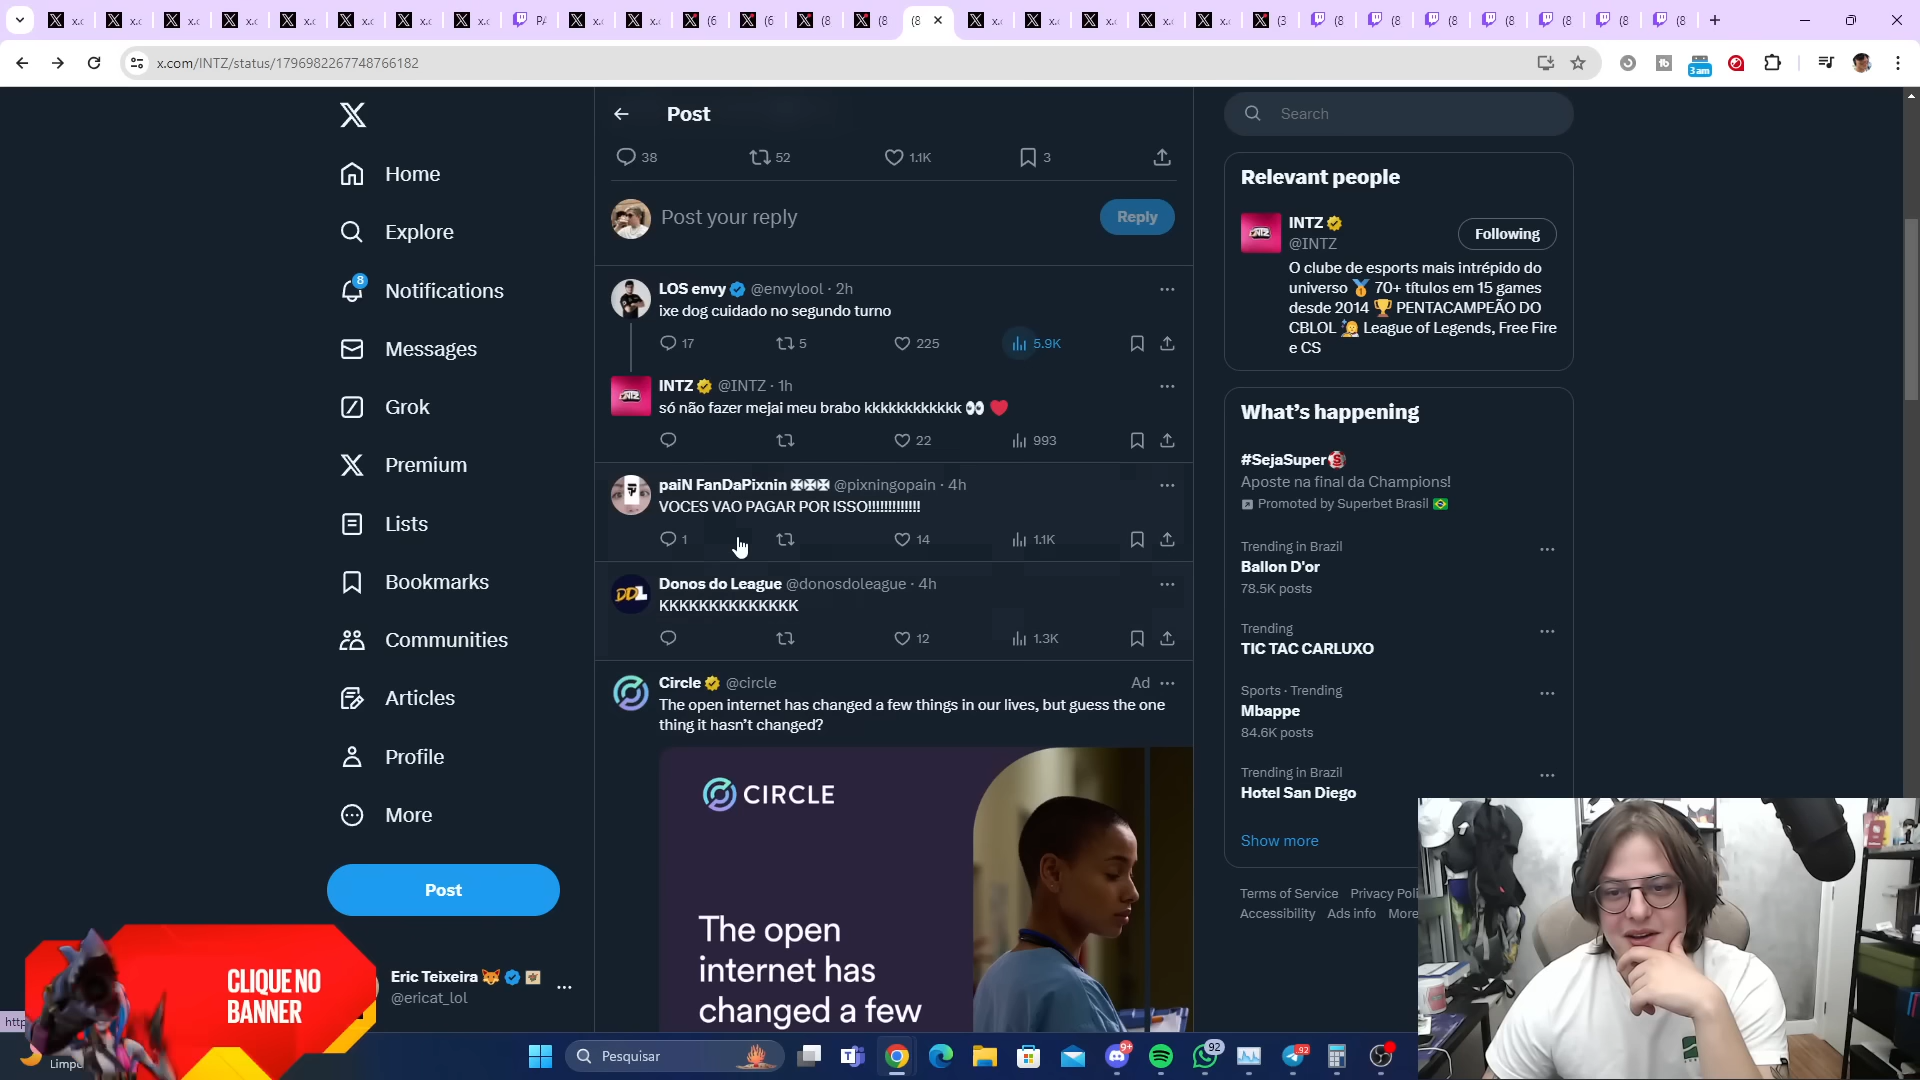 x.com/INTZ/status/1796982267748766182
3am
Post
38
52
1.1K
3
Post your reply
Reply
LOS envy @envylool · 2h
ixe dog cuidado no segundo turno
17
5
225
5.9K
INTZ @INTZ · 1h
só não fazer mejai meu brabo kkkkkkkkkkkk 👀 ❤️
22
993
paiN FanDaPixnin @pixningopain · 4h
VOCES VAO PAGAR POR ISSO!!!!!!!!!!!!!
1
14
1.1K
Donos do League @donosdoleague · 4h
KKKKKKKKKKKKKK
12
1.3K
Circle @circle
Ad
The open internet has changed a few things in our lives, but guess the one
thing it hasn't changed?
CIRCLE
The open
internet has
changed a few
Home
Explore
8
Notifications
Messages
Grok
Lists
Bookmarks
Communities
Articles
Premium
Profile
More
Post
Eric Teixeira
@ericat_lol
CLIQUE NO
BANNER
Search
Relevant people
INTZ
@INTZ
Following
O clube de esports mais intrépido do
universo 🥇 70+ títulos em 15 games
desde 2014 🏆 PENTACAMPEÃO DO
CBLOL League of Legends, Free Fire
e CS
What's happening
#SejaSuper
Aposte na final da Champions!
Promoted by Superbet Brasil 🇧🇷
Trending in Brazil
Ballon D'or
78.5K posts
Trending
TIC TAC CARLUXO
Sports · Trending
Mbappe
84.6K posts
Trending in Brazil
Hotel San Diego
Show more
Terms of Service
Privacy Poli
Accessibility
Ads info
More
Pesquisar
9+
92
92
Limpo